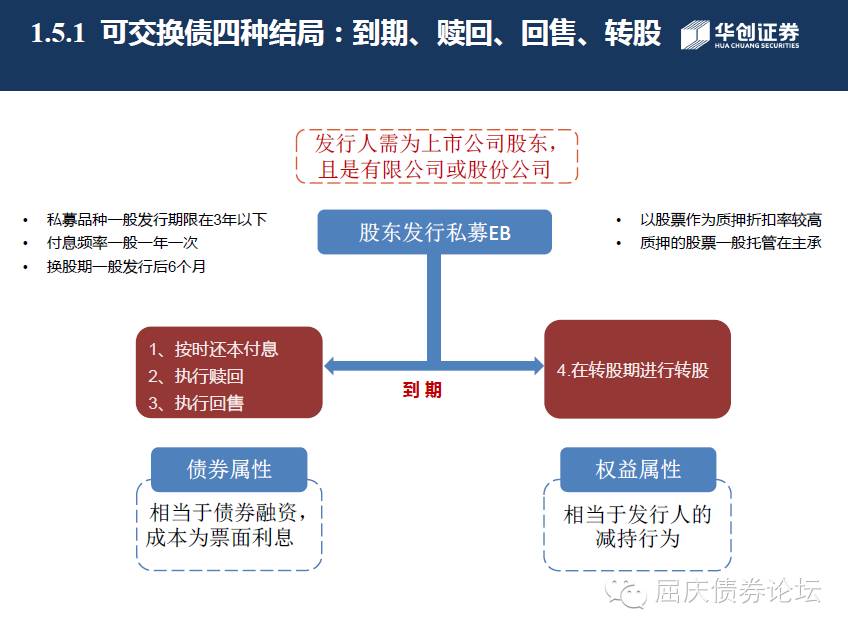 1.5.1 可交换债四种结局：到期、赎回、回售、转股
华创证券
HUA CHUANG SECURITIES
发行人需为上市公司股东，
且是有限公司或股份公司
• 私募品种一般发行期限在3年以下
• 付息频率一般一年一次
• 换股期一般发行后6个月
股东发行私募EB
• 以股票作为质押折扣率较高
• 质押的股票一般托管在主承
1、按时还本付息
2、执行赎回
3、执行回售
到 期
4.在转股期进行转股
债券属性
相当于债券融资，
成本为票面利息
权益属性
相当于发行人的
减持行为
屈庆债券论坛